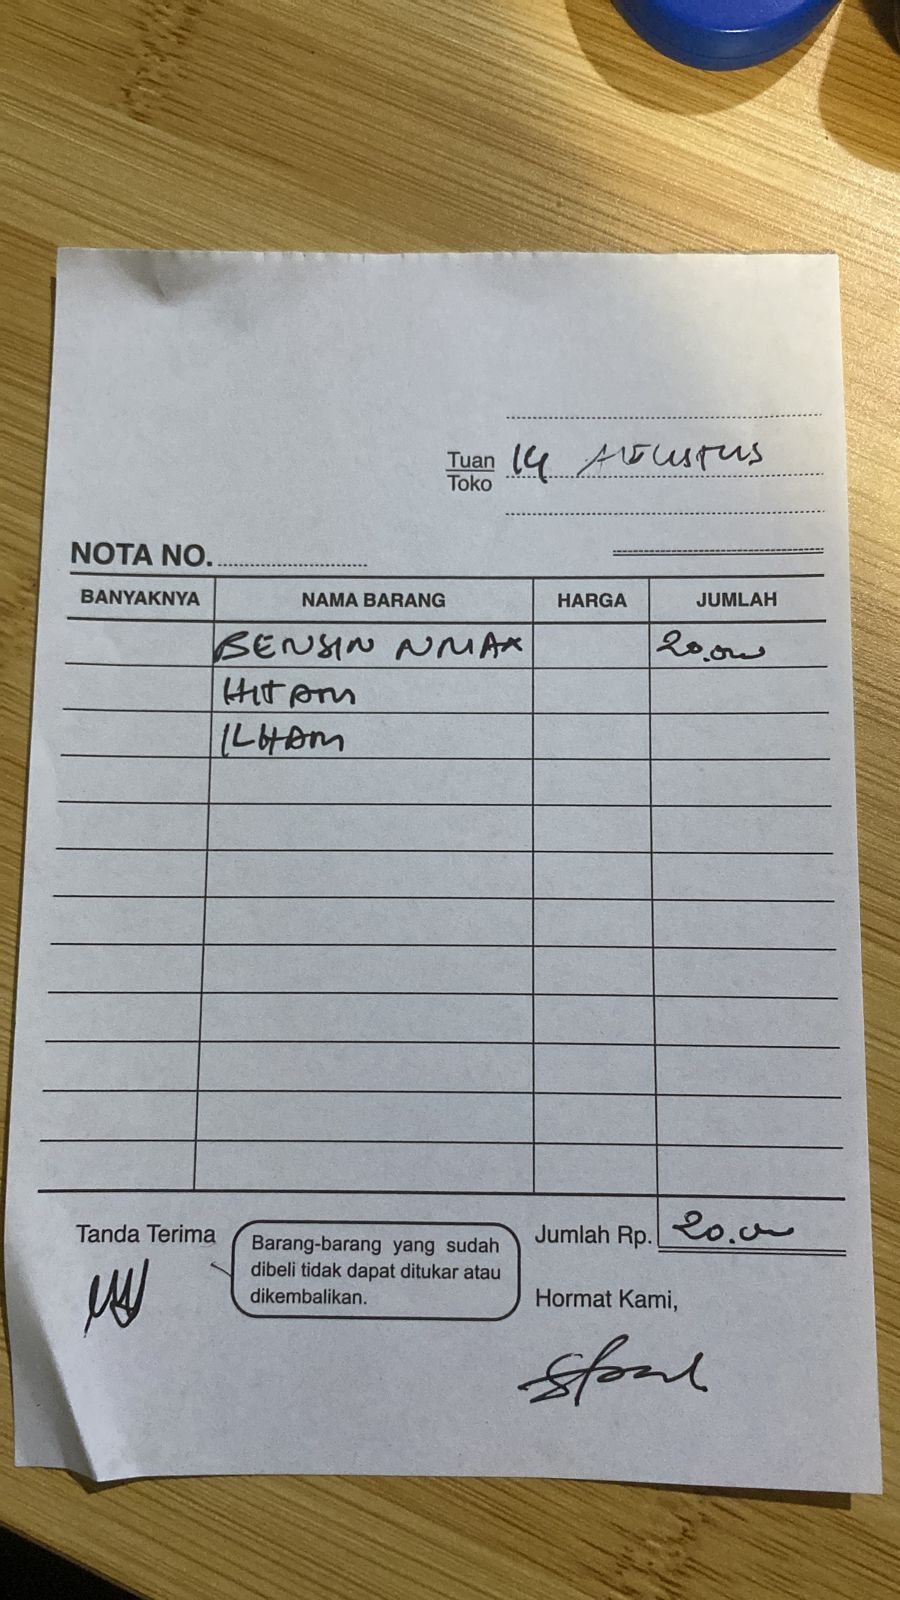 Tuan 14 AGUSTUS
Toko
NOTA NO.
BANYAKNYA NAMA BARANG HARGA JUMLAH
BENSIN NMAX 20.000
HITAM
ILHAM
Tanda Terima
Barang-barang yang sudah
dibeli tidak dapat ditukar atau
dikembalikan.
Jumlah Rp. 20.000
Hormat Kami,